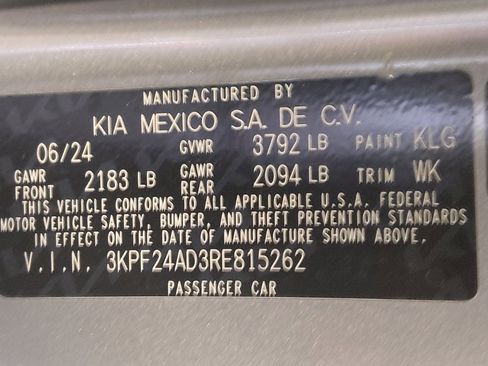 MANUFACTURED BY
KIA MEXICO S.A. DE C.V.
06/24 GVWR 3792 LB PAINT KLG
GAWR FRONT 2183 LB GAWR REAR 2094 LB TRIM WK
THIS VEHICLE CONFORMS TO ALL APPLICABLE U.S.A. FEDERAL
MOTOR VEHICLE SAFETY, BUMPER, AND THEFT PREVENTION STANDARDS
IN EFFECT ON THE DATE OF MANUFACTURE SHOWN ABOVE.
V.I.N. 3KPF24AD3RE815262
PASSENGER CAR